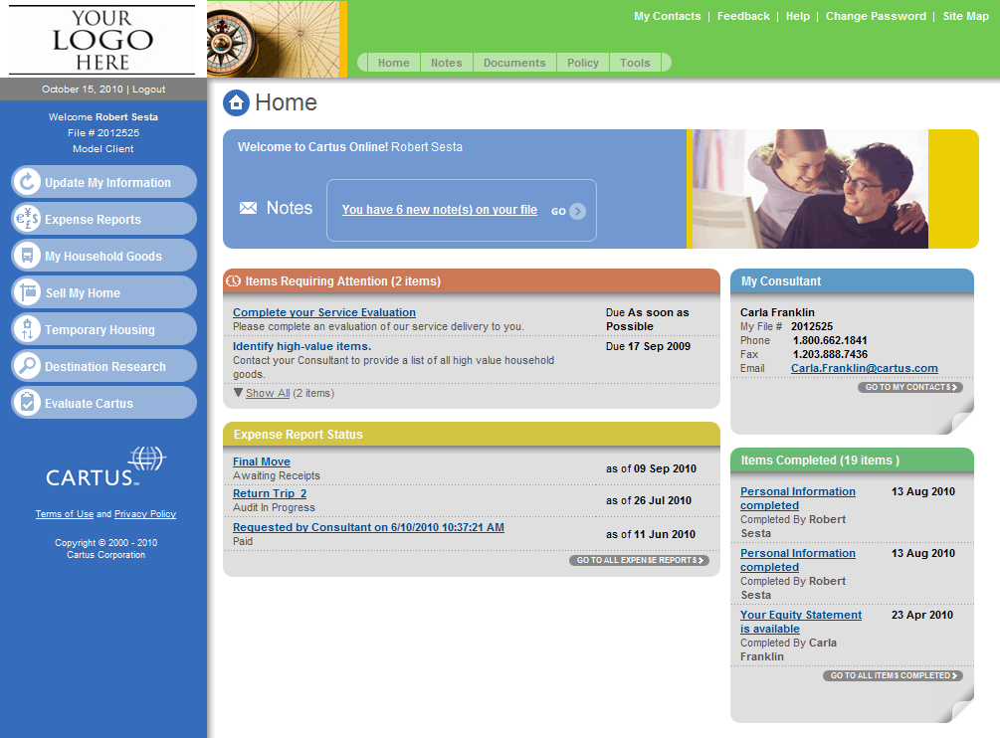 YOUR
LOGO
HERE
My Contacts | Feedback | Help | Change Password | Site Map
Home Notes Documents Policy Tools
October 15, 2010 | Logout
Welcome Robert Sesta
File # 2012525
Model Client
Update My Information
Expense Reports
My Household Goods
Sell My Home
Temporary Housing
Destination Research
Evaluate Cartus
CARTUS
Terms of Use and Privacy Policy
Copyright © 2000 - 2010
Cartus Corporation
Home
Welcome to Cartus Online! Robert Sesta
Notes
You have 6 new note(s) on your file GO
Items Requiring Attention (2 items)
Complete your Service Evaluation
Please complete an evaluation of our service delivery to you.
Due As soon as
Possible
Identify high-value items.
Due 17 Sep 2009
Contact your Consultant to provide a list of all high value household
goods.
Show All (2 items)
Expense Report Status
Final Move
Awaiting Receipts
as of 09 Sep 2010
Return Trip 2
Audit In Progress
as of 26 Jul 2010
Requested by Consultant on 6/10/2010 10:37:21 AM
Paid
as of 11 Jun 2010
GO TO ALL EXPENSE REPORTS
My Consultant
Carla Franklin
My File # 2012525
Phone 1.800.662.1841
Fax 1.203.888.7436
Email Carla.Franklin@cartus.com
GO TO MY CONTACTS
Items Completed (19 items )
Personal Information
completed
13 Aug 2010
Completed By Robert
Sesta
Personal Information
completed
13 Aug 2010
Completed By Robert
Sesta
Your Equity Statement
is available
23 Apr 2010
Completed By Carla
Franklin
GO TO ALL ITEMS COMPLETED